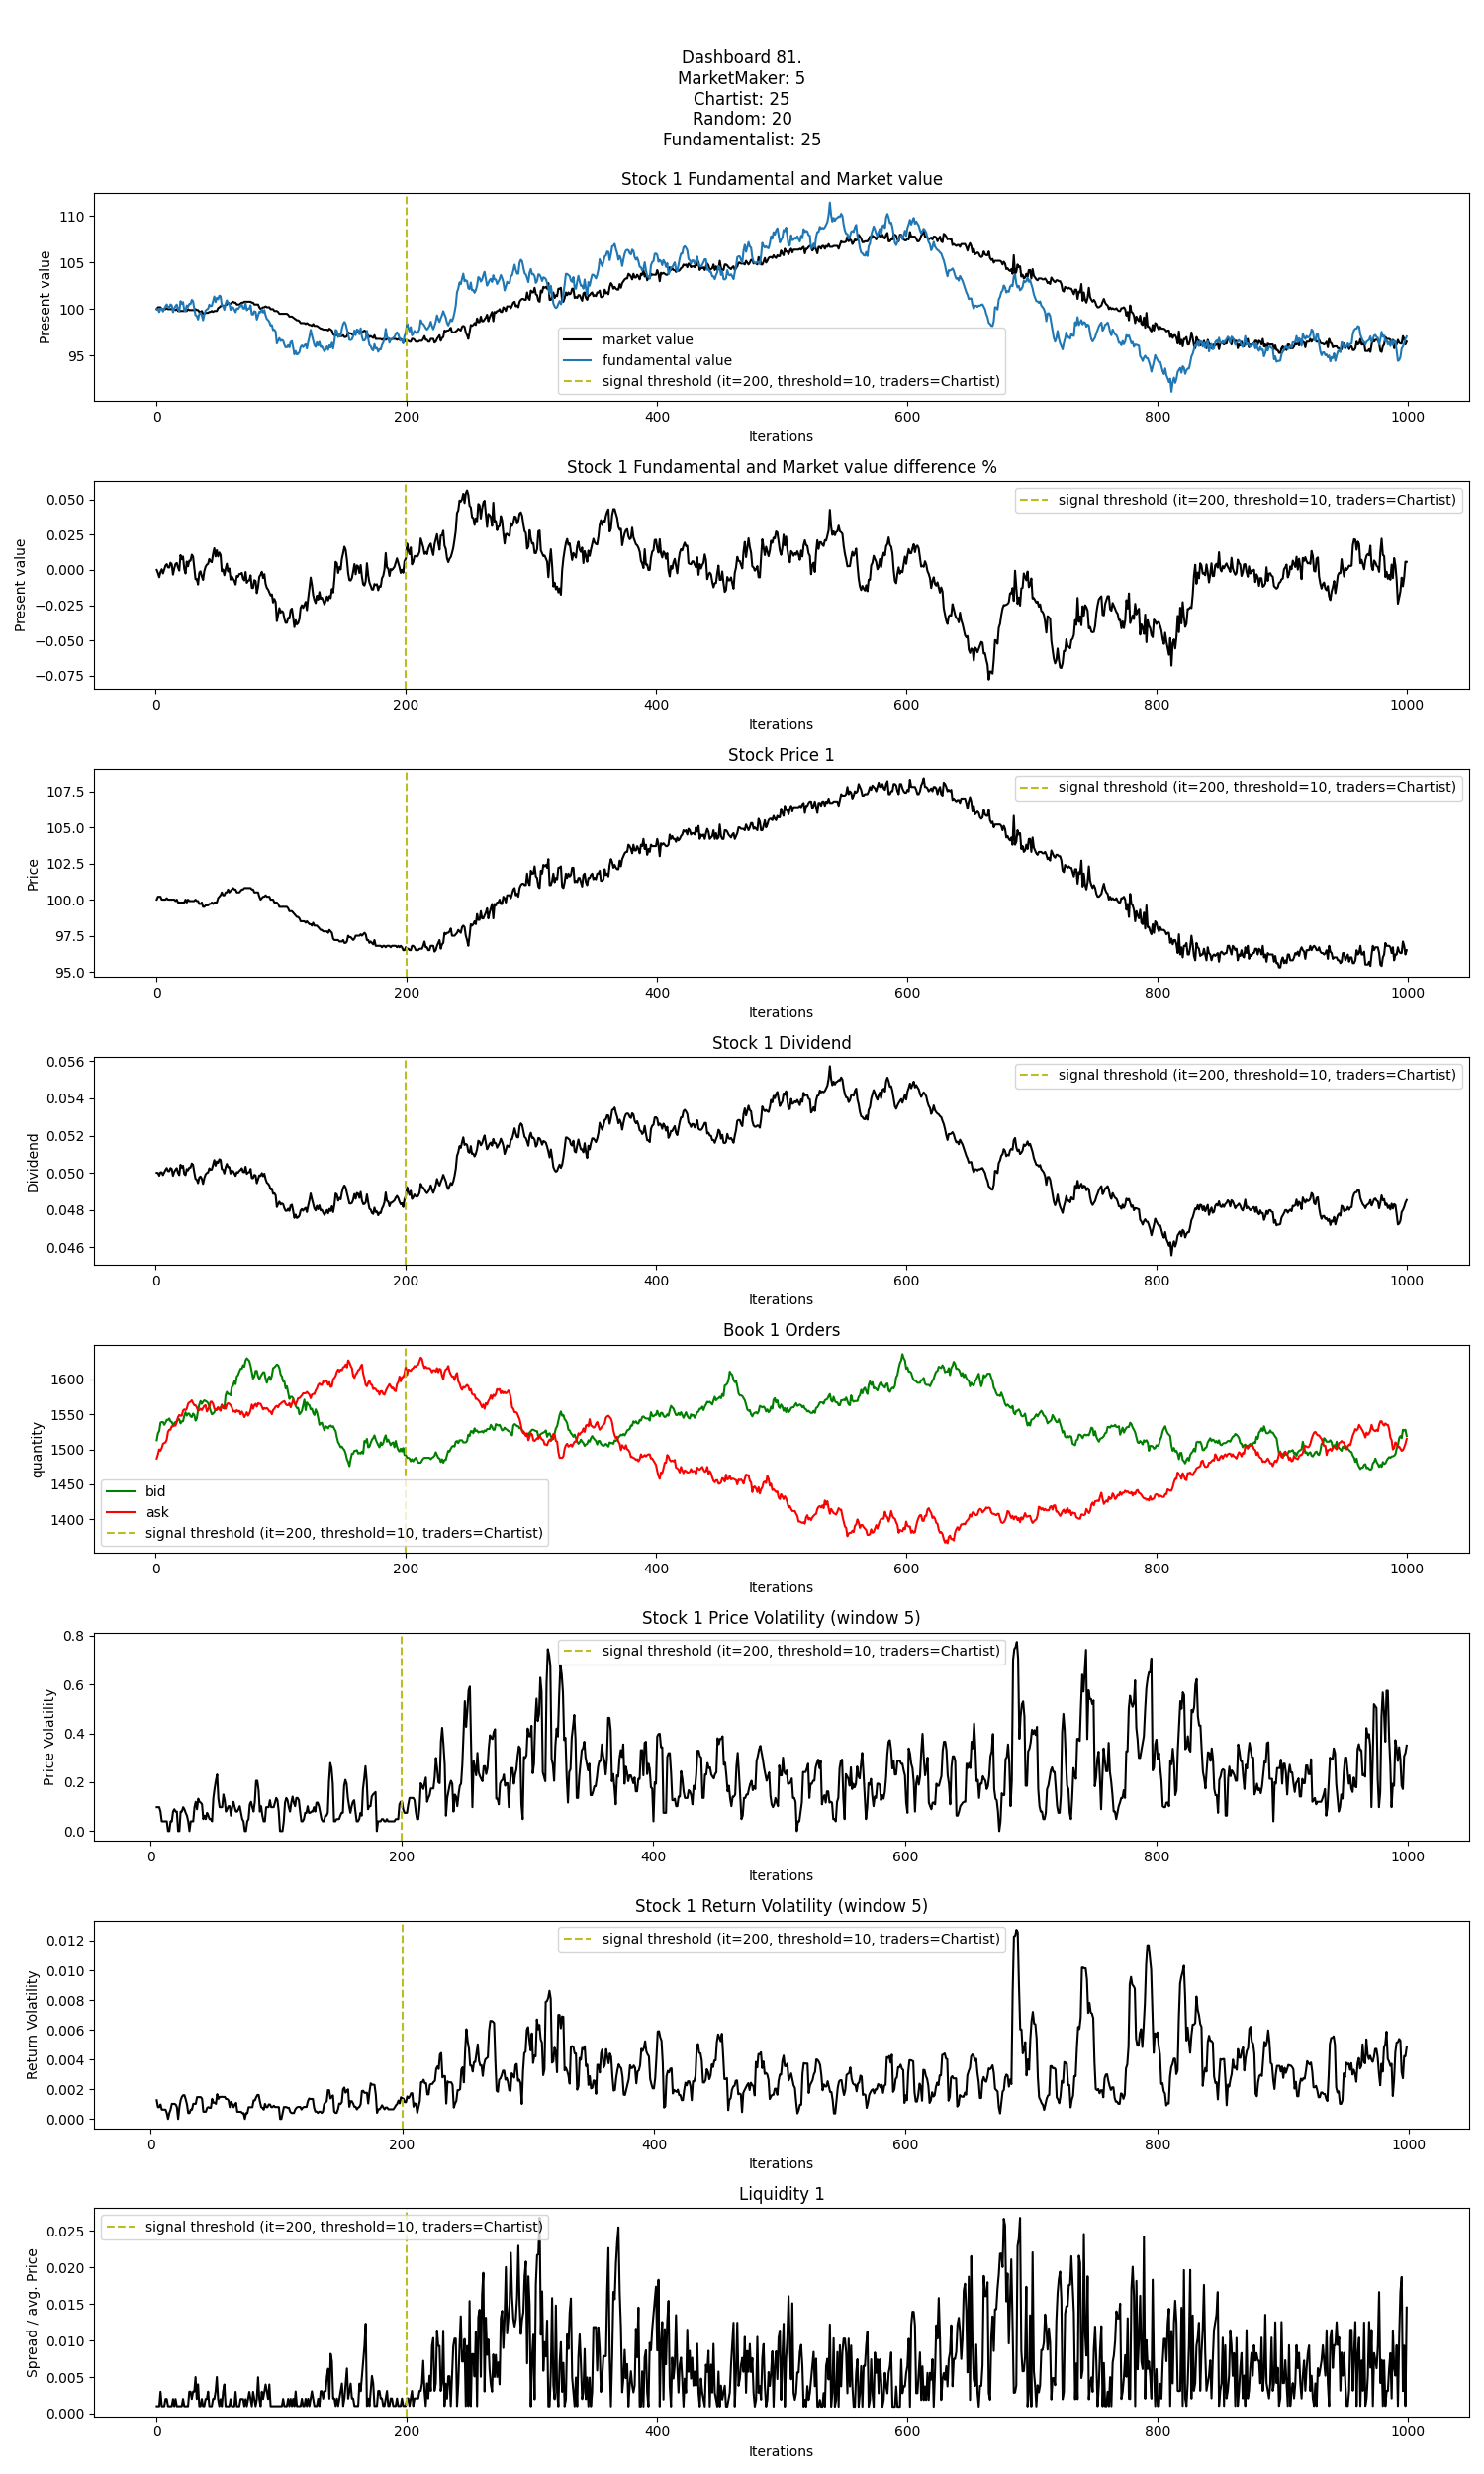 Dashboard 81.
MarketMaker: 5
Chartist: 25
Random: 20
Fundamentalist: 25
Stock 1 Fundamental and Market value
Present value
110
105
100
95
market value
fundamental value
signal threshold (it=200, threshold=10, traders=Chartist)
0 200 400 600 800 1000
Iterations
Stock 1 Fundamental and Market value difference %
Present value
0.050
0.025
0.000
−0.025
−0.050
−0.075
signal threshold (it=200, threshold=10, traders=Chartist)
0 200 400 600 800 1000
Iterations
Stock Price 1
Price
107.5
105.0
102.5
100.0
97.5
95.0
signal threshold (it=200, threshold=10, traders=Chartist)
0 200 400 600 800 1000
Iterations
Stock 1 Dividend
Dividend
0.056
0.054
0.052
0.050
0.048
0.046
signal threshold (it=200, threshold=10, traders=Chartist)
0 200 400 600 800 1000
Iterations
Book 1 Orders
quantity
1600
1550
1500
1450
1400
bid
ask
signal threshold (it=200, threshold=10, traders=Chartist)
0 200 400 600 800 1000
Iterations
Stock 1 Price Volatility (window 5)
Price Volatility
0.8
0.6
0.4
0.2
0.0
signal threshold (it=200, threshold=10, traders=Chartist)
0 200 400 600 800 1000
Iterations
Stock 1 Return Volatility (window 5)
Return Volatility
0.012
0.010
0.008
0.006
0.004
0.002
0.000
signal threshold (it=200, threshold=10, traders=Chartist)
0 200 400 600 800 1000
Iterations
Liquidity 1
Spread / avg. Price
0.025
0.020
0.015
0.010
0.005
0.000
signal threshold (it=200, threshold=10, traders=Chartist)
0 200 400 600 800 1000
Iterations